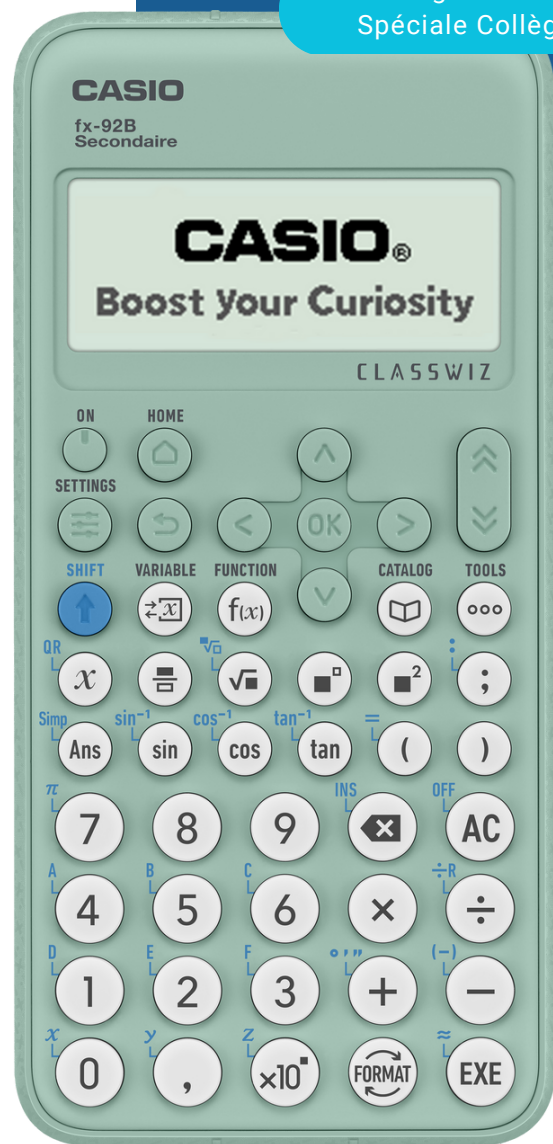 Spéciale Collèg
CASIO
fx-92B
Secondaire
CASIO®
Boost your Curiosity
CLASSWIZ
ON HOME
SETTINGS
OK
SHIFT VARIABLE FUNCTION CATALOG TOOLS
x f(x)
QR √ :
x √ ■ ■2 ;
Simp sin-1 cos-1 tan-1 =
Ans sin cos tan ( )
π INS OFF
7 8 9 AC
A B C ÷R
4 5 6 × ÷
D E F °′″ (-)
1 2 3 + −
x y z ≈
0 , ×10■ FORMAT EXE